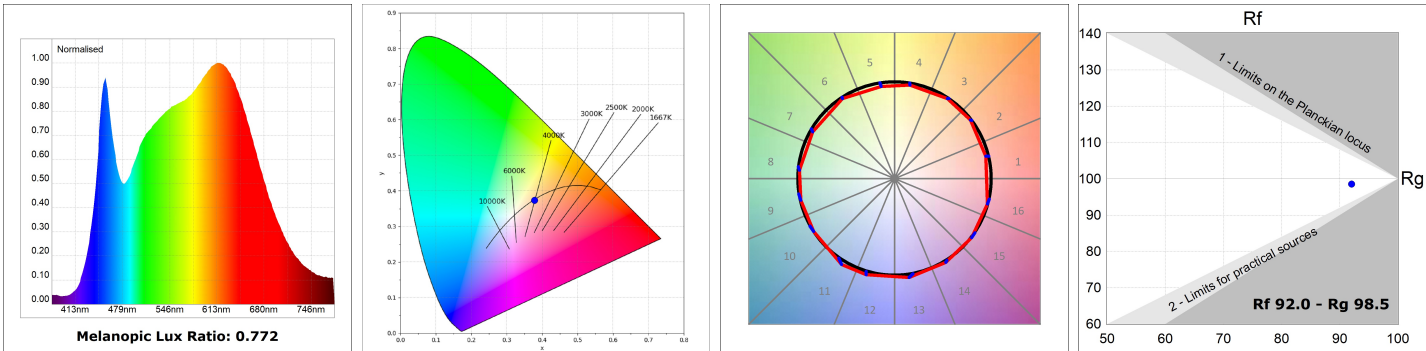 Normalised
1.00
0.90
0.80
0.70
0.60
0.50
0.40
0.30
0.20
0.10
0.00
413nm 479nm 546nm 613nm 680nm 746nm
Melanopic Lux Ratio: 0.772
0.9
0.8
0.7
0.6
0.5
0.4
0.3
0.2
0.1
0.0
y
0.0 0.1 0.2 0.3 0.4 0.5 0.6 0.7 0.8
x
10000K
6000K
4000K
3000K
2500K
2000K
1667K
1
2
3
4
5
6
7
8
9
10
11
12
13
14
15
16
Rf
140
130
120
110
100
90
80
70
60
50 60 70 80 90 100
Rg
1 - Limits on the Planckian locus
2 - Limits for practical sources
Rf 92.0 - Rg 98.5